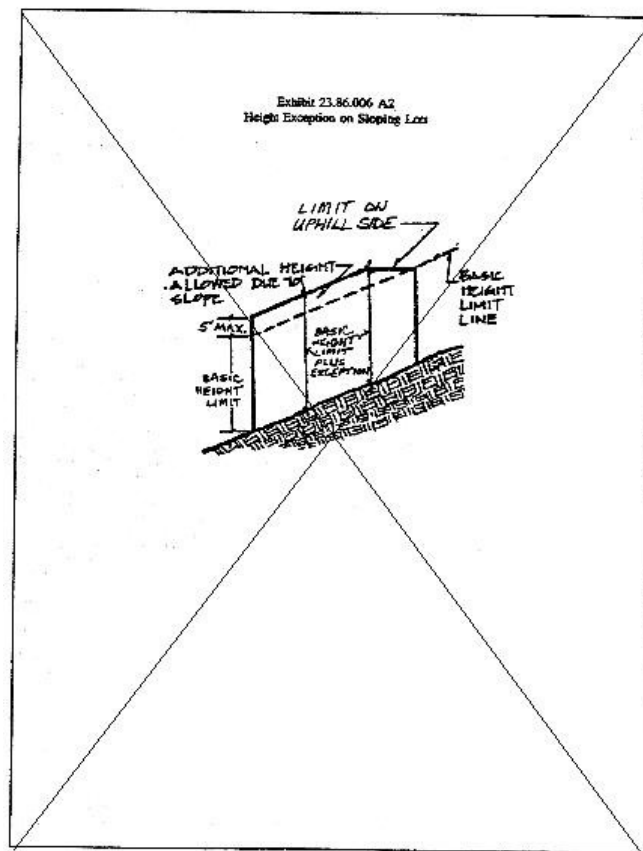 Exhibit 23.86.006 A2
Height Exception on Sloping Lots
LIMIT ON
UPHILL SIDE
ADDITIONAL HEIGHT
ALLOWED DUE TO
SLOPE
5' MAX.
BASIC
HEIGHT
LIMIT
BASIC
HEIGHT
LIMIT
PLUS
EXCEPTION
BASIC
HEIGHT
LIMIT
LINE